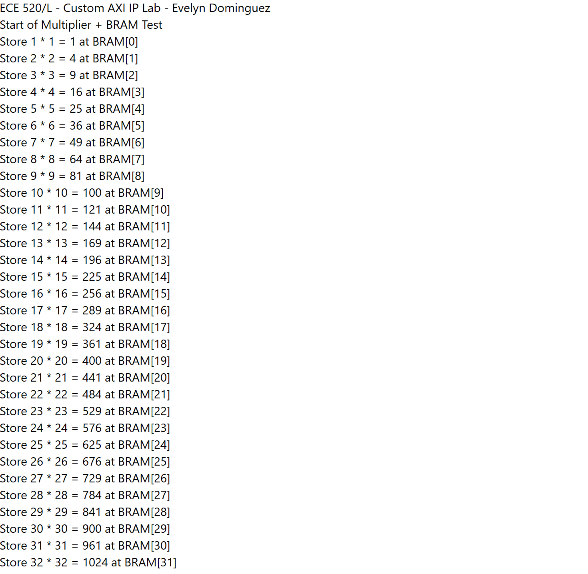 ECE 520/L - Custom AXI IP Lab - Evelyn Dominguez
Start of Multiplier + BRAM Test
Store 1 * 1 = 1 at BRAM[0]
Store 2 * 2 = 4 at BRAM[1]
Store 3 * 3 = 9 at BRAM[2]
Store 4 * 4 = 16 at BRAM[3]
Store 5 * 5 = 25 at BRAM[4]
Store 6 * 6 = 36 at BRAM[5]
Store 7 * 7 = 49 at BRAM[6]
Store 8 * 8 = 64 at BRAM[7]
Store 9 * 9 = 81 at BRAM[8]
Store 10 * 10 = 100 at BRAM[9]
Store 11 * 11 = 121 at BRAM[10]
Store 12 * 12 = 144 at BRAM[11]
Store 13 * 13 = 169 at BRAM[12]
Store 14 * 14 = 196 at BRAM[13]
Store 15 * 15 = 225 at BRAM[14]
Store 16 * 16 = 256 at BRAM[15]
Store 17 * 17 = 289 at BRAM[16]
Store 18 * 18 = 324 at BRAM[17]
Store 19 * 19 = 361 at BRAM[18]
Store 20 * 20 = 400 at BRAM[19]
Store 21 * 21 = 441 at BRAM[20]
Store 22 * 22 = 484 at BRAM[21]
Store 23 * 23 = 529 at BRAM[22]
Store 24 * 24 = 576 at BRAM[23]
Store 25 * 25 = 625 at BRAM[24]
Store 26 * 26 = 676 at BRAM[25]
Store 27 * 27 = 729 at BRAM[26]
Store 28 * 28 = 784 at BRAM[27]
Store 29 * 29 = 841 at BRAM[28]
Store 30 * 30 = 900 at BRAM[29]
Store 31 * 31 = 961 at BRAM[30]
Store 32 * 32 = 1024 at BRAM[31]